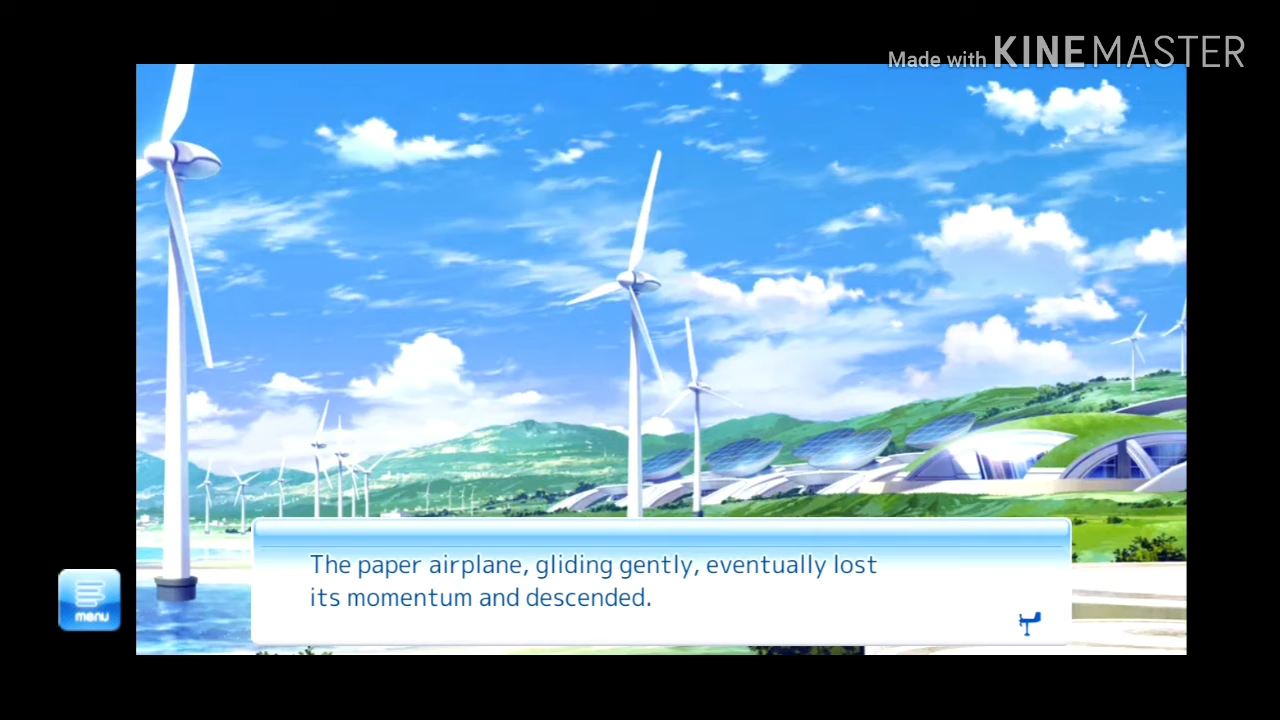 Made with KINEMASTER
The paper airplane, gliding gently, eventually lost
its momentum and descended.
menu